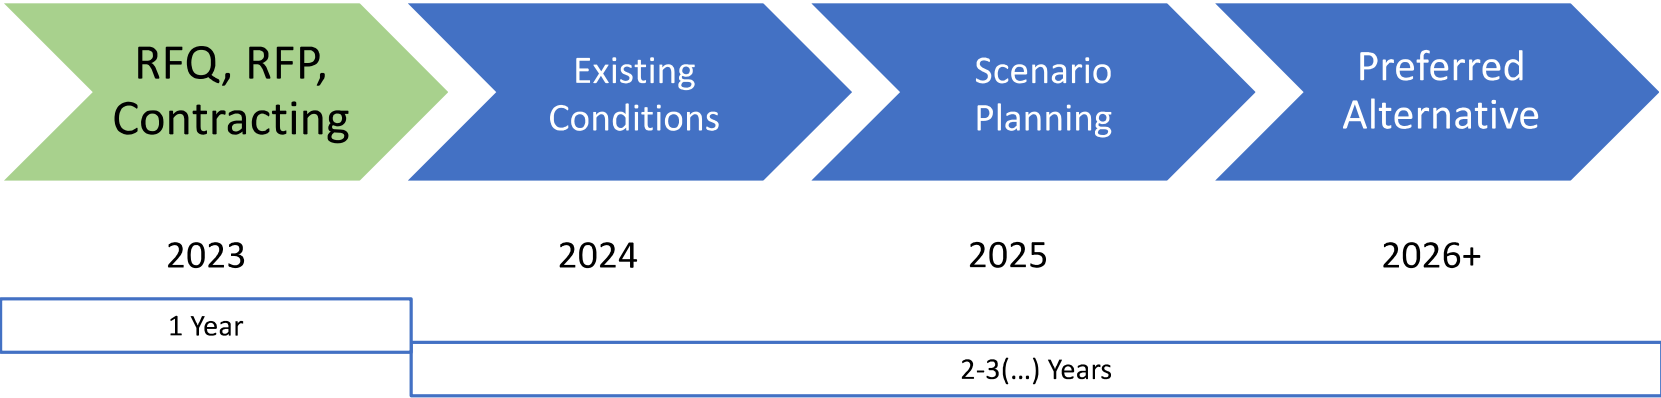 RFQ, RFP,
Contracting
Existing
Conditions
Scenario
Planning
Preferred
Alternative
2023
2024
2025
2026+
1 Year
2-3(...) Years